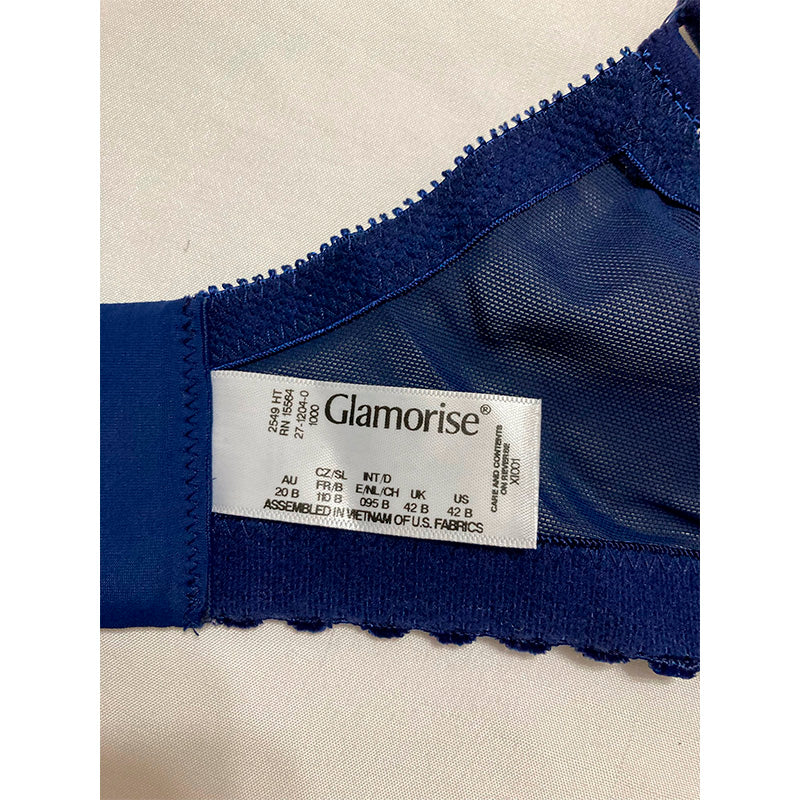 2549 HT
RN 15564
27-1204-0
1000
Glamorise®
CARE AND CONTENTS
ON REVERSE
XI001
AU CZ/SL FR/B INT/D E/NL/CH UK US
20 B 110 B 095 B 42 B 42 B
ASSEMBLED IN VIETNAM OF U.S. FABRICS